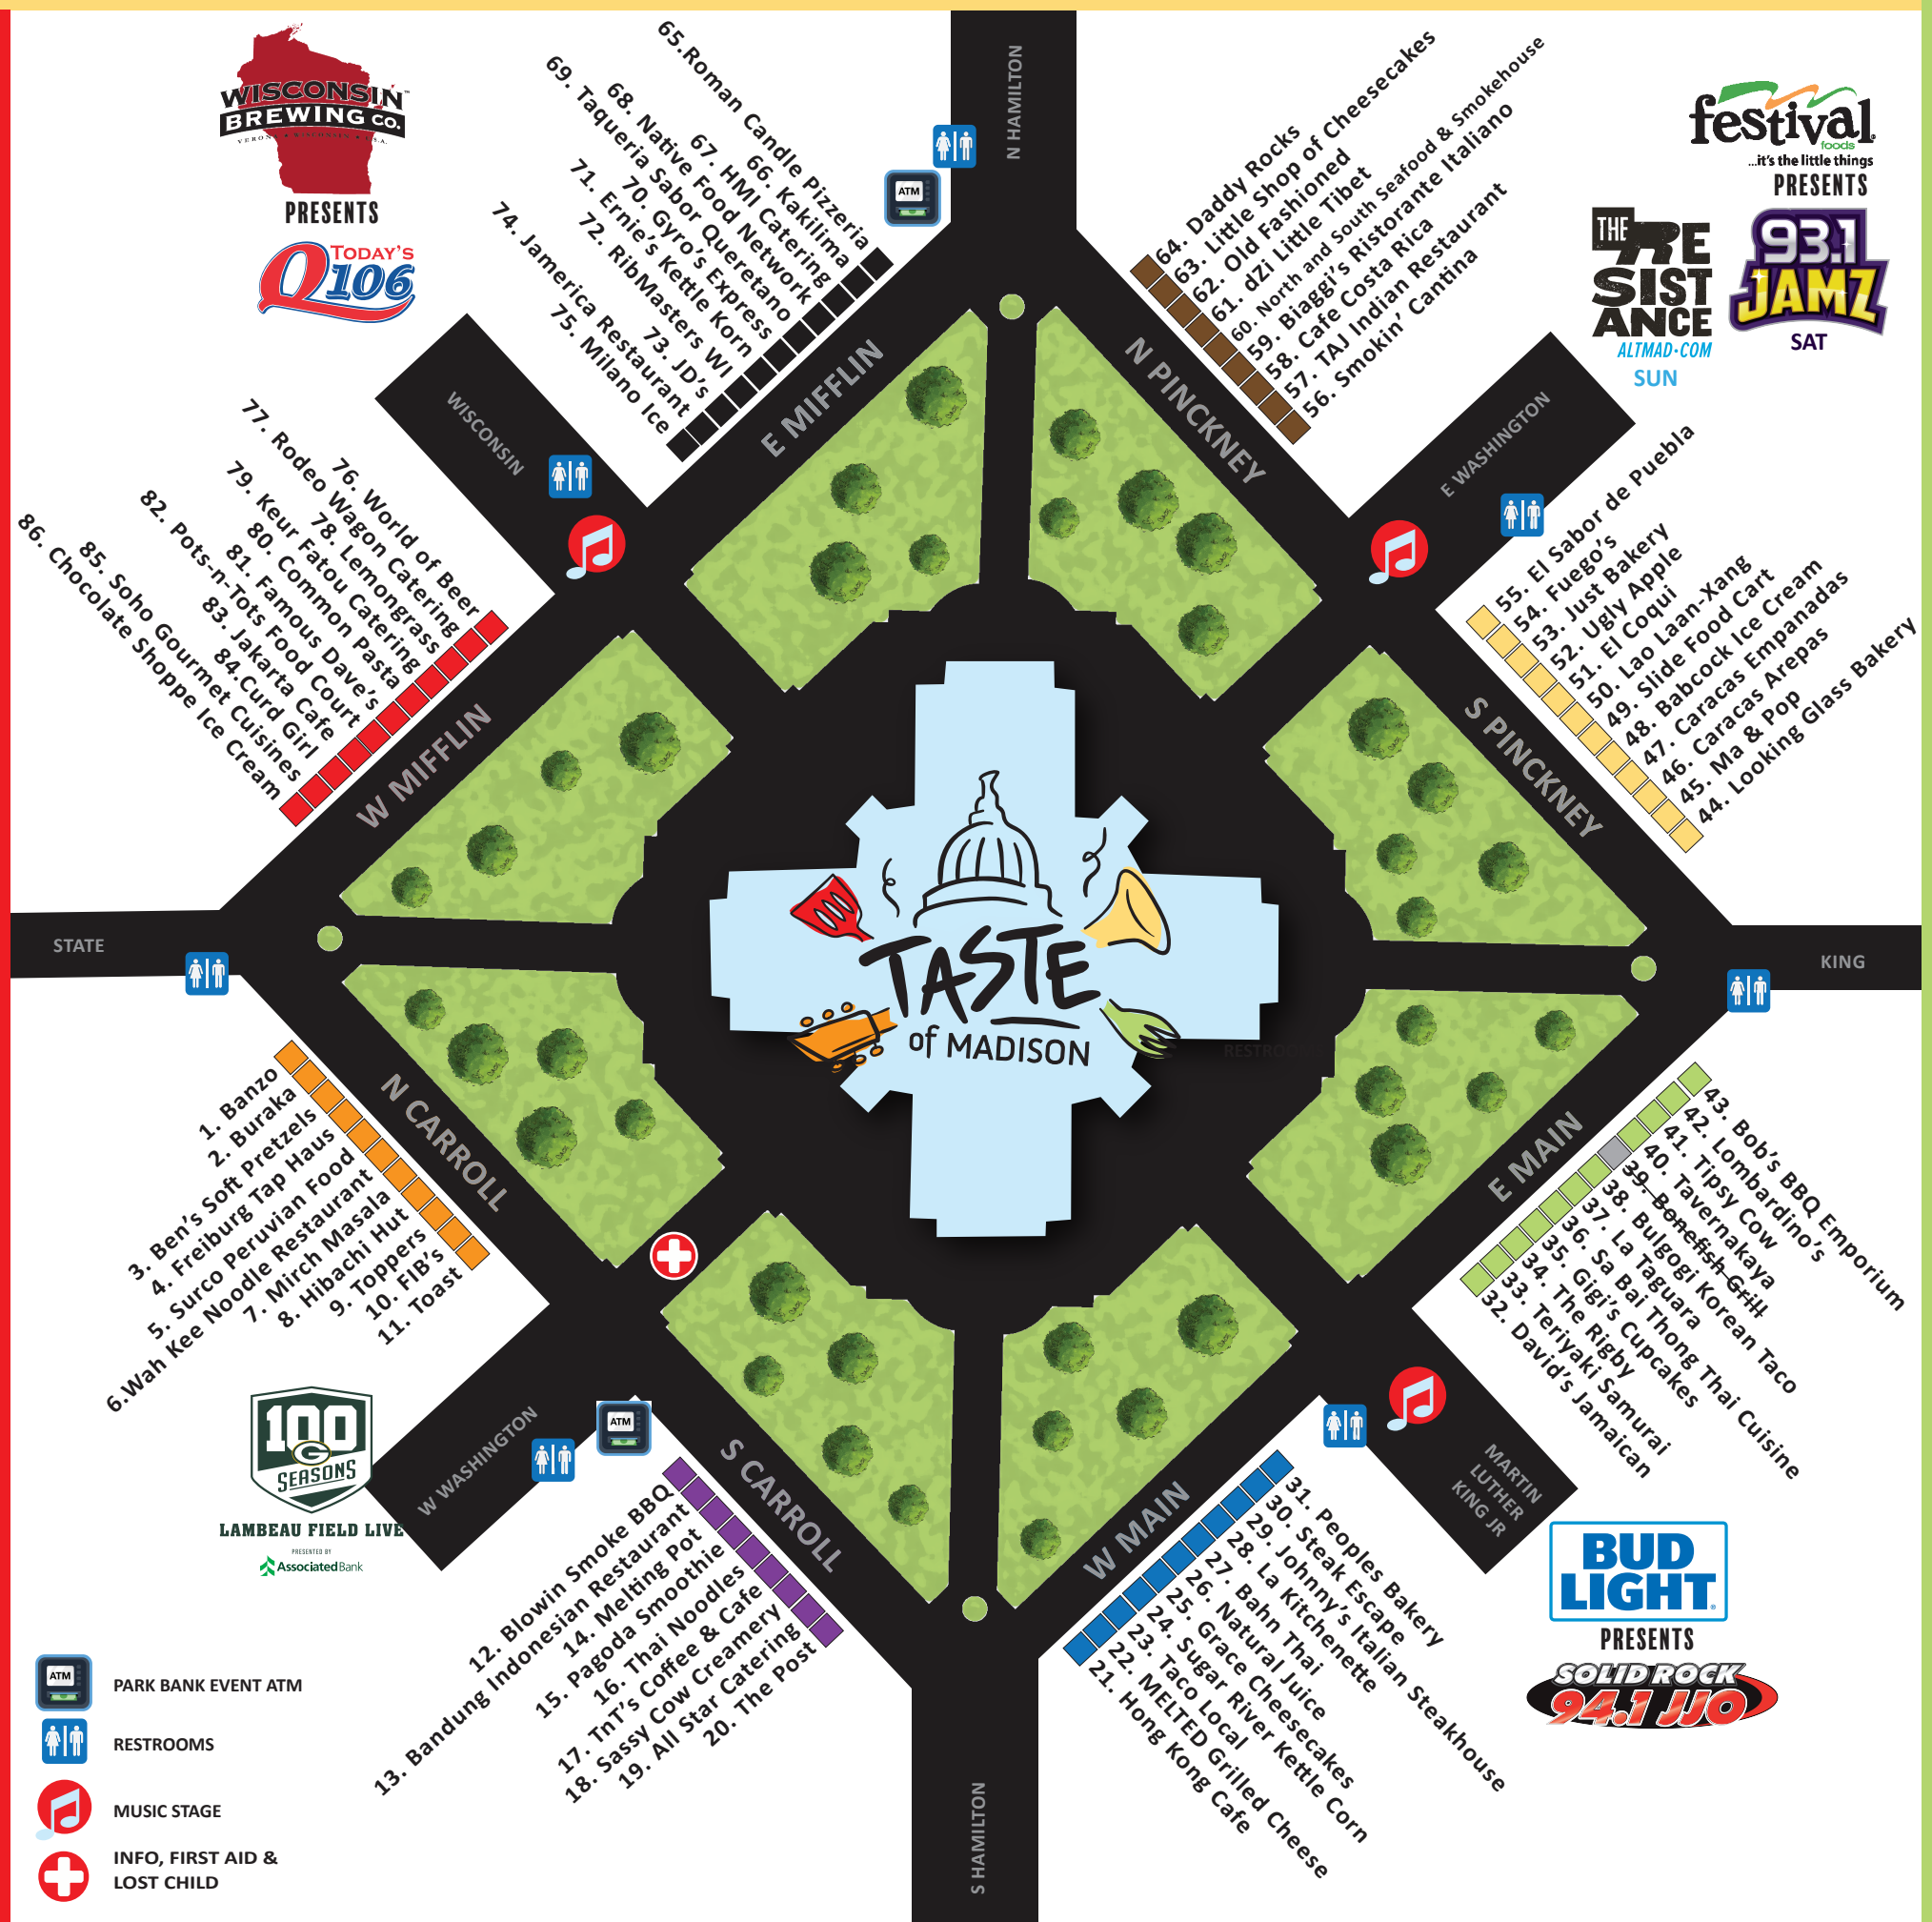 WISCONSIN
BREWING CO.
VERONA ★ WISCONSIN ★ U.S.A.
PRESENTS
TODAY'S
Q106
festival
foods
...it's the little things
PRESENTS
THE
RE
SIST
ANCE
ALTMAD·COM
SUN
93.1
JAMZ
SAT
N HAMILTON
65.Roman Candle Pizzeria
66. Kakilima
67. HMI Catering
68. Native Food Network
69. Taqueria Sabor Queretano
70. Gyro's Express
71. Ernie's Kettle Korn
72. RibMasters WI
73. JD's
74. Jamerica Restaurant
75. Milano Ice
E MIFFLIN
ATM
64. Daddy Rocks
63. Little Shop of Cheesecakes
62. Old Fashioned
61. dZi Little Tibet
60. North and South Seafood & Smokehouse
59. Biaggi's Ristorante Italiano
58. Cafe Costa Rica
57. TAJ Indian Restaurant
56. Smokin' Cantina
N PINCKNEY
WISCONSIN
E WASHINGTON
76. World of Beer
77. Rodeo Wagon Catering
78. Lemongrass
79. Keur Fatou Catering
80. Common Pasta
81. Famous Dave's
82. Pots-n-Tots Food Court
83. Jakarta Cafe
84.Curd Girl
85. Soho Gourmet Cuisines
86. Chocolate Shoppe Ice Cream
W MIFFLIN
55. El Sabor de Puebla
54. Fuego's
53. Just Bakery
52. Ugly Apple
51. El Coqui
50. Lao Laan-Xang
49. Slide Food Cart
48. Babcock Ice Cream
47. Caracas Empanadas
46. Caracas Arepas
45. Ma & Pop
44. Looking Glass Bakery
S PINCKNEY
STATE
KING
TASTE
of MADISON
RESTROOMS
1. Banzo
2. Buraka
3. Ben's Soft Pretzels
4. Freiburg Tap Haus
5. Surco Peruvian Food
6.Wah Kee Noodle Restaurant
7. Mirch Masala
8. Hibachi Hut
9. Toppers
10. FIB's
11. Toast
N CARROLL
43. Bob's BBQ Emporium
42. Lombardino's
41. Tipsy Cow
40. Tavernakaya
39. Bonefish Grill
38. Bulgogi Korean Taco
37. La Taguara
36. Sa Bai Thong Thai Cuisine
35. Gigi's Cupcakes
34. The Rigby
33. Teriyaki Samurai
32. David's Jamaican
E MAIN
100
G
SEASONS
LAMBEAU FIELD LIVE
PRESENTED BY
AssociatedBank
W WASHINGTON
ATM
S CARROLL
12. Blowin Smoke BBQ
13. Bandung Indonesian Restaurant
14. Melting Pot
15. Pagoda Smoothie
16. Thai Noodles
17. TnT's Coffee & Cafe
18. Sassy Cow Creamery
19. All Star Catering
20. The Post
W MAIN
31. Peoples Bakery
30. Steak Escape
29. Johnny's Italian Steakhouse
28. La Kitchenette
27. Bahn Thai
26. Natural Juice
25. Grace Cheesecakes
24. Sugar River Kettle Corn
23. Taco Local
22. MELTED Grilled Cheese
21. Hong Kong Cafe
MARTIN
LUTHER
KING JR
BUD
LIGHT
PRESENTS
SOLID ROCK
94.1 JJO
S HAMILTON
ATM
PARK BANK EVENT ATM
RESTROOMS
MUSIC STAGE
INFO, FIRST AID &
LOST CHILD